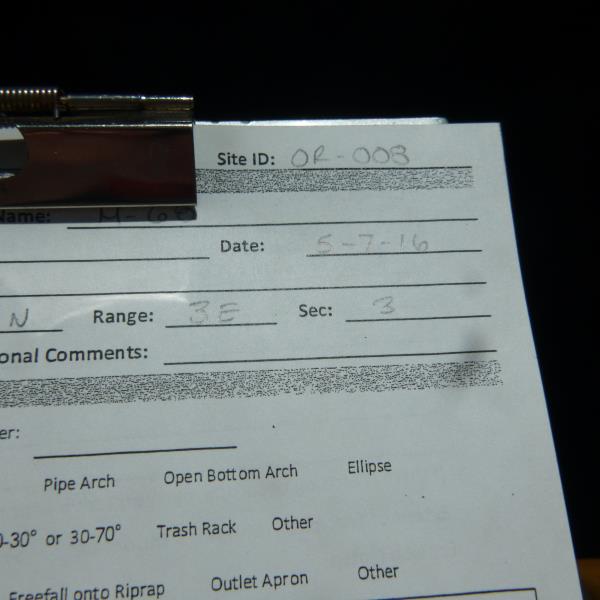 Site ID: OR-008
Name: M-60
Date: 5-7-16
N Range: 3E Sec: 3
onal Comments:
er:
Pipe Arch Open Bottom Arch Ellipse
0-30° or 30-70° Trash Rack Other
Freefall onto Riprap Outlet Apron Other